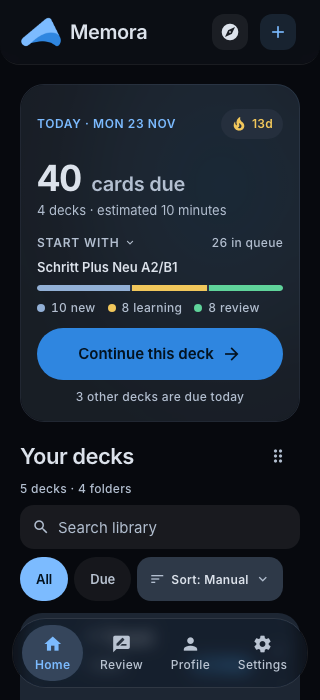 Memora
TODAY · MON 23 NOV
13d
40 cards due
4 decks · estimated 10 minutes
START WITH
26 in queue
Schritt Plus Neu A2/B1
10 new
8 learning
8 review
Continue this deck
3 other decks are due today
Your decks
5 decks · 4 folders
Search library
All
Due
Sort: Manual
Home
Review
Profile
Settings